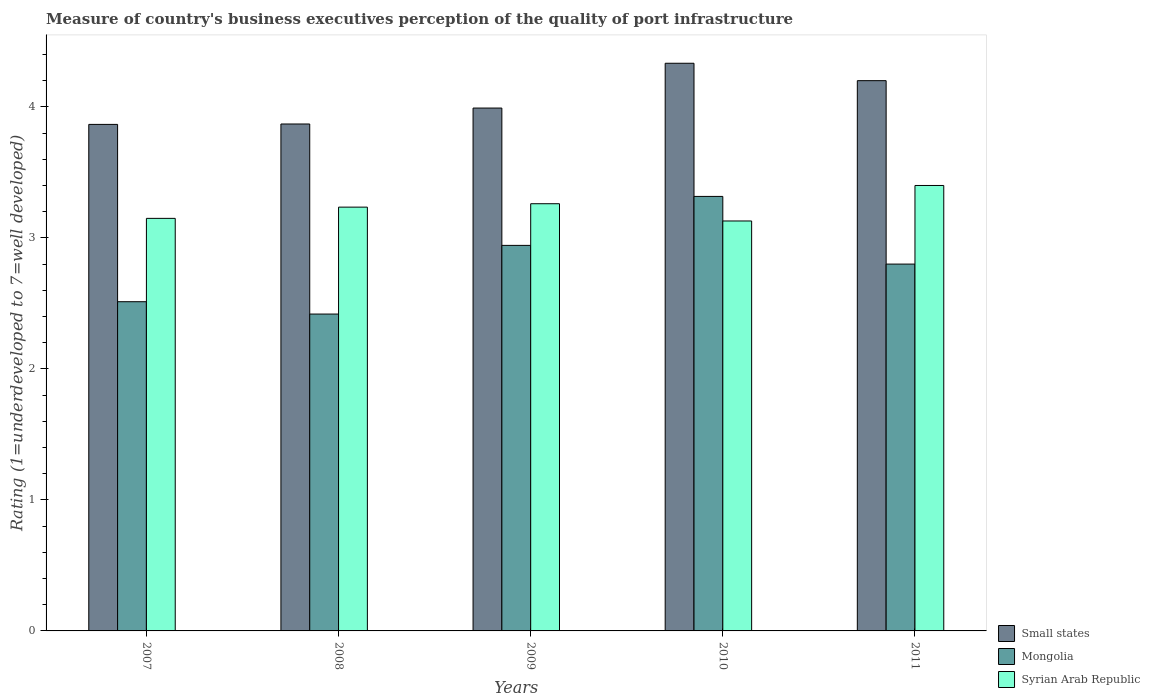 Measure of country's business executives perception of the quality of port infrastructure
Rating (1=underdeveloped to 7=well developed)
4
3
2
1
0
2007
2008
2009
2010
2011
Years
Small states
Mongolia
Syrian Arab Republic